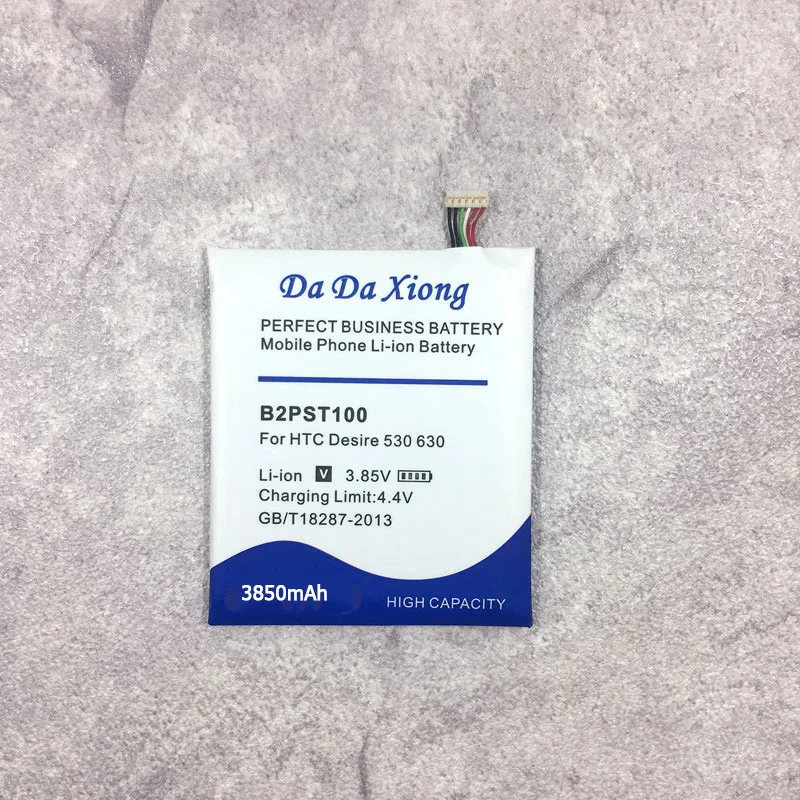 Da Da Xiong
PERFECT BUSINESS BATTERY
Mobile Phone Li-ion Battery
B2PST100
For HTC Desire 530 630
Li-ion V 3.85V
Charging Limit:4.4V
GB/T18287-2013
3850mAh
HIGH CAPACITY